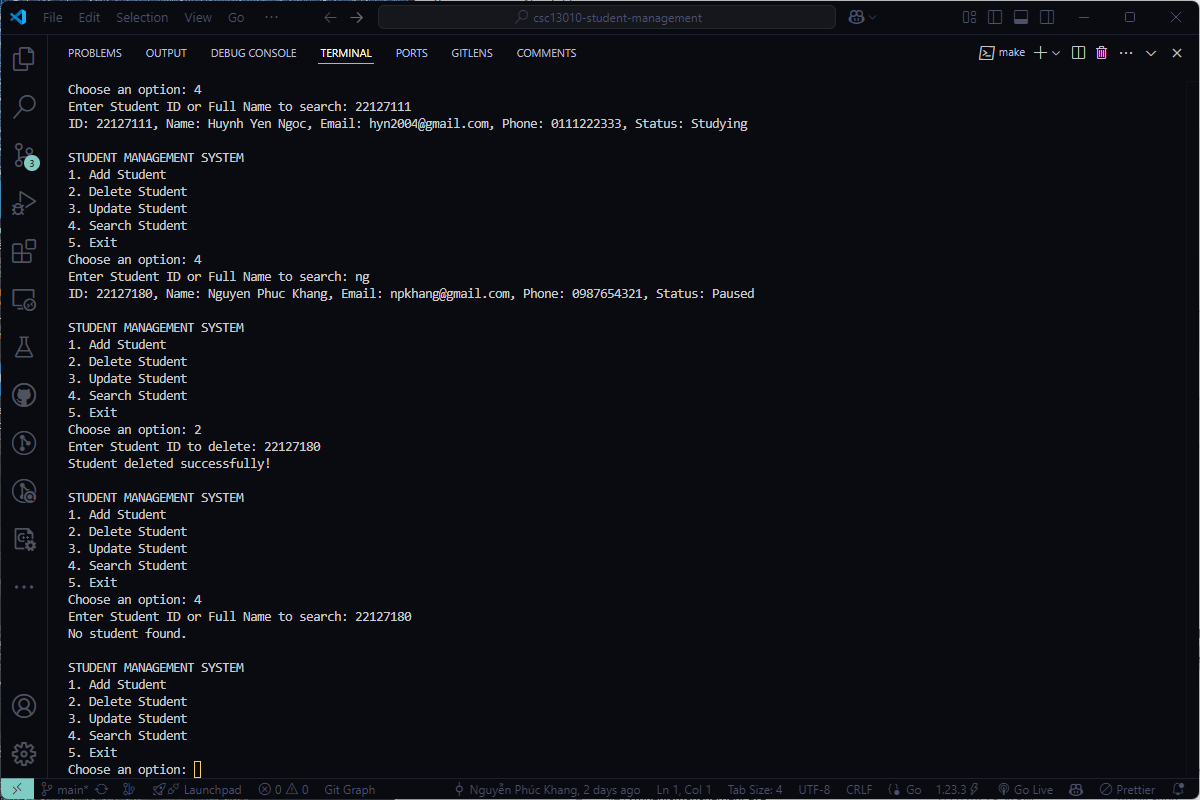 File Edit Selection View Go ··· csc13010-student-management
PROBLEMS OUTPUT DEBUG CONSOLE TERMINAL PORTS GITLENS COMMENTS make
Choose an option: 4
Enter Student ID or Full Name to search: 22127111
ID: 22127111, Name: Huynh Yen Ngoc, Email: hyn2004@gmail.com, Phone: 0111222333, Status: Studying
STUDENT MANAGEMENT SYSTEM
1. Add Student
2. Delete Student
3. Update Student
4. Search Student
5. Exit
Choose an option: 4
Enter Student ID or Full Name to search: ng
ID: 22127180, Name: Nguyen Phuc Khang, Email: npkhang@gmail.com, Phone: 0987654321, Status: Paused
STUDENT MANAGEMENT SYSTEM
1. Add Student
2. Delete Student
3. Update Student
4. Search Student
5. Exit
Choose an option: 2
Enter Student ID to delete: 22127180
Student deleted successfully!
STUDENT MANAGEMENT SYSTEM
1. Add Student
2. Delete Student
3. Update Student
4. Search Student
5. Exit
Choose an option: 4
Enter Student ID or Full Name to search: 22127180
No student found.
STUDENT MANAGEMENT SYSTEM
1. Add Student
2. Delete Student
3. Update Student
4. Search Student
5. Exit
Choose an option:
3
main* Launchpad 0 0 Git Graph Nguyễn Phúc Khang, 2 days ago Ln 1, Col 1 Tab Size: 4 UTF-8 CRLF Go 1.23.3 Go Live Prettier